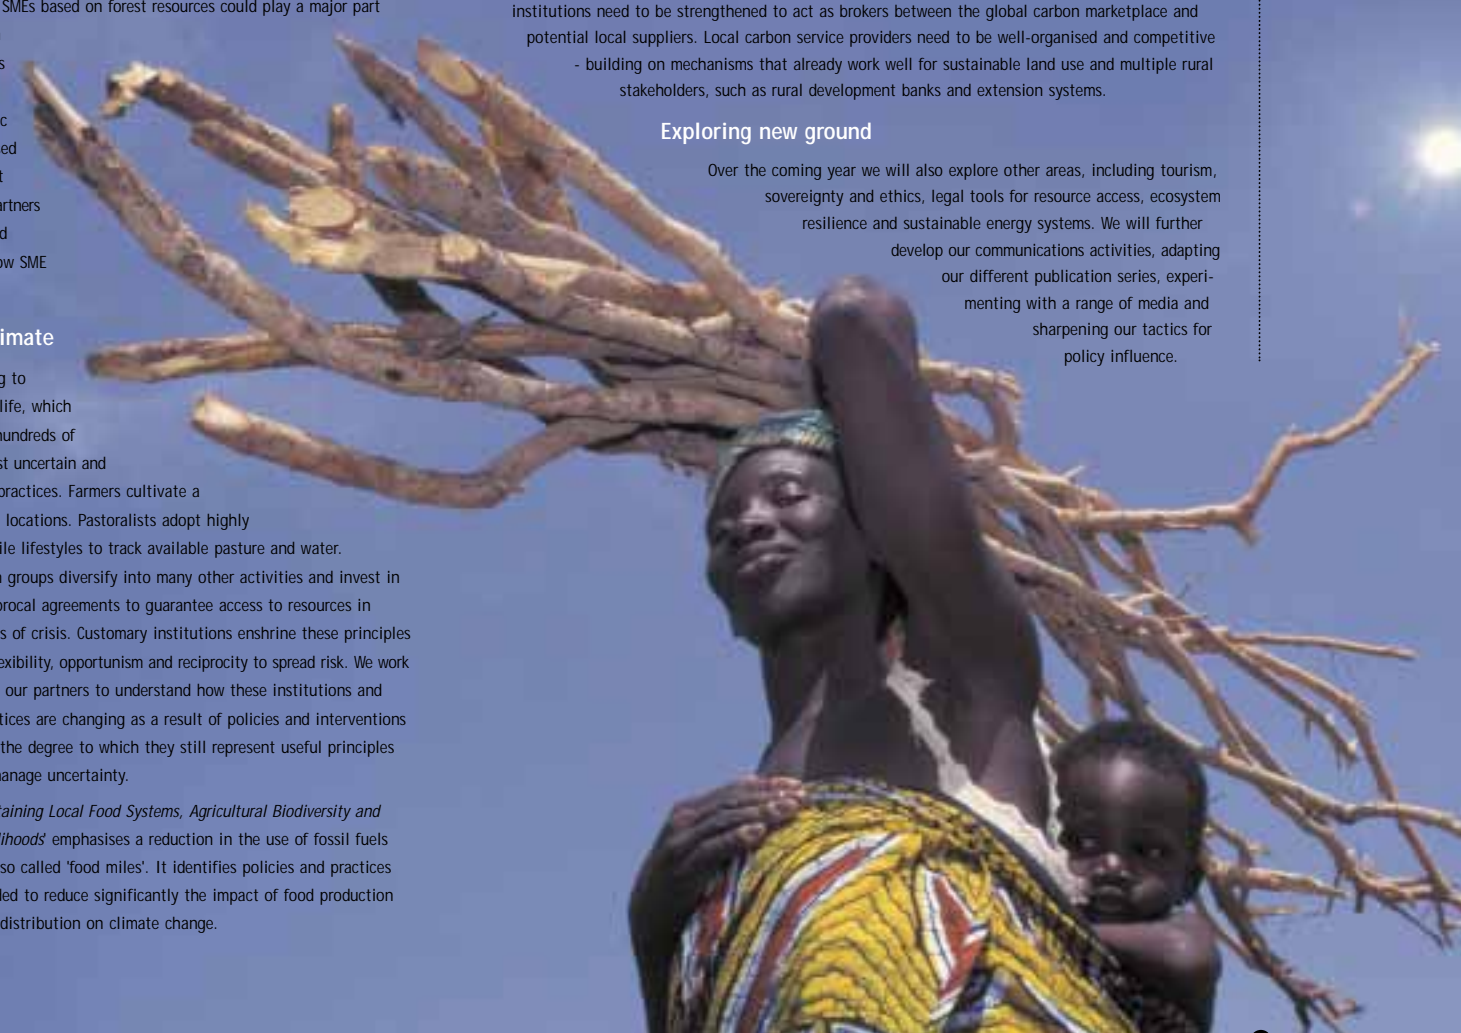 SMEs based on forest resources could play a major part
s
c
ed
t
artners
d
ow SME
imate
g to
life, which
hundreds of
st uncertain and
practices. Farmers cultivate a
locations. Pastoralists adopt highly
ile lifestyles to track available pasture and water.
groups diversify into many other activities and invest in
procal agreements to guarantee access to resources in
s of crisis. Customary institutions enshrine these principles
exibility, opportunism and reciprocity to spread risk. We work
our partners to understand how these institutions and
tices are changing as a result of policies and interventions
the degree to which they still represent useful principles
anage uncertainty.
taining Local Food Systems, Agricultural Biodiversity and
lihoods' emphasises a reduction in the use of fossil fuels
so called 'food miles'. It identifies policies and practices
ded to reduce significantly the impact of food production
distribution on climate change.
institutions need to be strengthened to act as brokers between the global carbon marketplace and
potential local suppliers. Local carbon service providers need to be well-organised and competitive
- building on mechanisms that already work well for sustainable land use and multiple rural
stakeholders, such as rural development banks and extension systems.
Exploring new ground
Over the coming year we will also explore other areas, including tourism,
sovereignty and ethics, legal tools for resource access, ecosystem
resilience and sustainable energy systems. We will further
develop our communications activities, adapting
our different publication series, experi-
menting with a range of media and
sharpening our tactics for
policy influence.